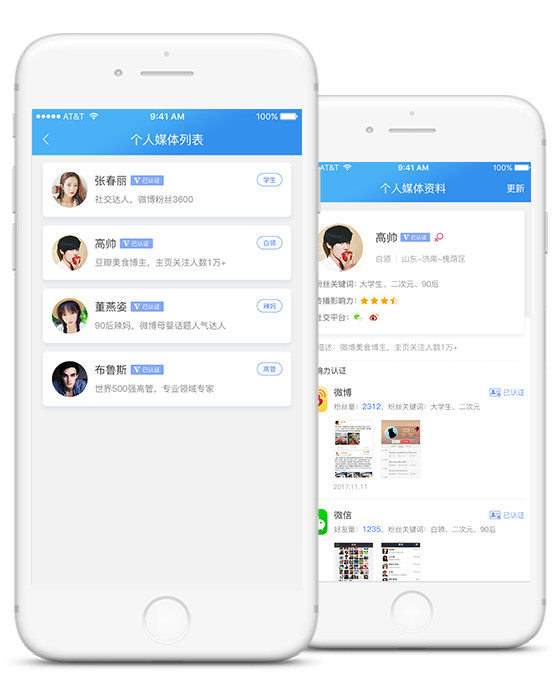 AT&T 9:41 AM 100%
个人媒体列表
张春丽 V 已认证 学生
社交达人，微博粉丝3600
高帅 V 已认证 白领
豆瓣美食博主，主页关注人数1万+
董燕姿 V 已认证 辣妈
90后辣妈，微博母婴话题人气达人
布鲁斯 V 已认证 高管
世界500强高管，专业领域专家
AT&T 9:41 AM 100%
个人媒体资料 更新
高帅 V 已认证
白领 | 山东-济南-槐荫区
粉丝关键词：大学生、二次元、90后
传播影响力：
社交平台：
描述：微博美食博主，主页关注人数1万+
响力认证
微博 已认证
粉丝量：2312，粉丝关键词：大学生、二次元
2017.11.11
微信 已认证
好友量：1235，粉丝关键词：白领、二次元、90后